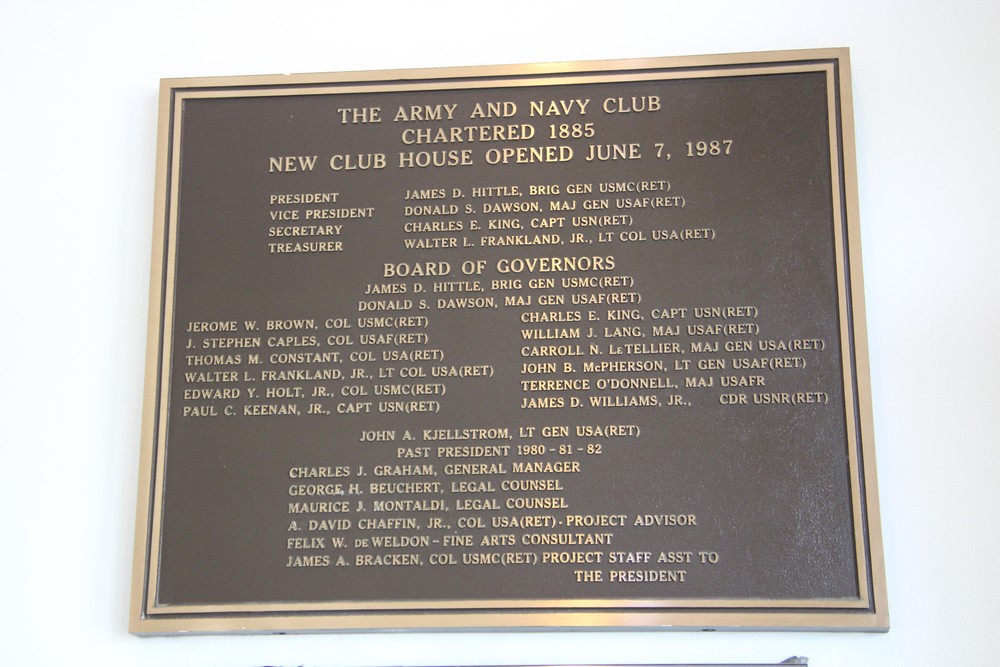 THE ARMY AND NAVY CLUB
CHARTERED 1885
NEW CLUB HOUSE OPENED JUNE 7, 1987
PRESIDENT JAMES D. HITTLE, BRIG GEN USMC(RET)
VICE PRESIDENT DONALD S. DAWSON, MAJ GEN USAF(RET)
SECRETARY CHARLES E. KING, CAPT USN(RET)
TREASURER WALTER L. FRANKLAND, JR., LT COL USA(RET)
BOARD OF GOVERNORS
JAMES D. HITTLE, BRIG GEN USMC(RET)
DONALD S. DAWSON, MAJ GEN USAF(RET)
JEROME W. BROWN, COL USMC(RET)
J. STEPHEN CAPLES, COL USAF(RET)
THOMAS M. CONSTANT, COL USA(RET)
WALTER L. FRANKLAND, JR., LT COL USA(RET)
EDWARD Y. HOLT, JR., COL USMC(RET)
PAUL C. KEENAN, JR., CAPT USN(RET)
CHARLES E. KING, CAPT USN(RET)
WILLIAM J. LANG, MAJ USAF(RET)
CARROLL N. LeTELLIER, MAJ GEN USA(RET)
JOHN B. McPHERSON, LT GEN USAF(RET)
TERRENCE O'DONNELL, MAJ USAFR
JAMES D. WILLIAMS, JR., CDR USNR(RET)
JOHN A. KJELLSTROM, LT GEN USA(RET)
PAST PRESIDENT 1980-81-82
CHARLES J. GRAHAM, GENERAL MANAGER
GEORGE H. BEUCHERT, LEGAL COUNSEL
MAURICE J. MONTALDI, LEGAL COUNSEL
A. DAVID CHAFFIN, JR., COL USA(RET)-PROJECT ADVISOR
FELIX W. DE WELDON-FINE ARTS CONSULTANT
JAMES A. BRACKEN, COL USMC(RET) PROJECT STAFF ASST TO
THE PRESIDENT